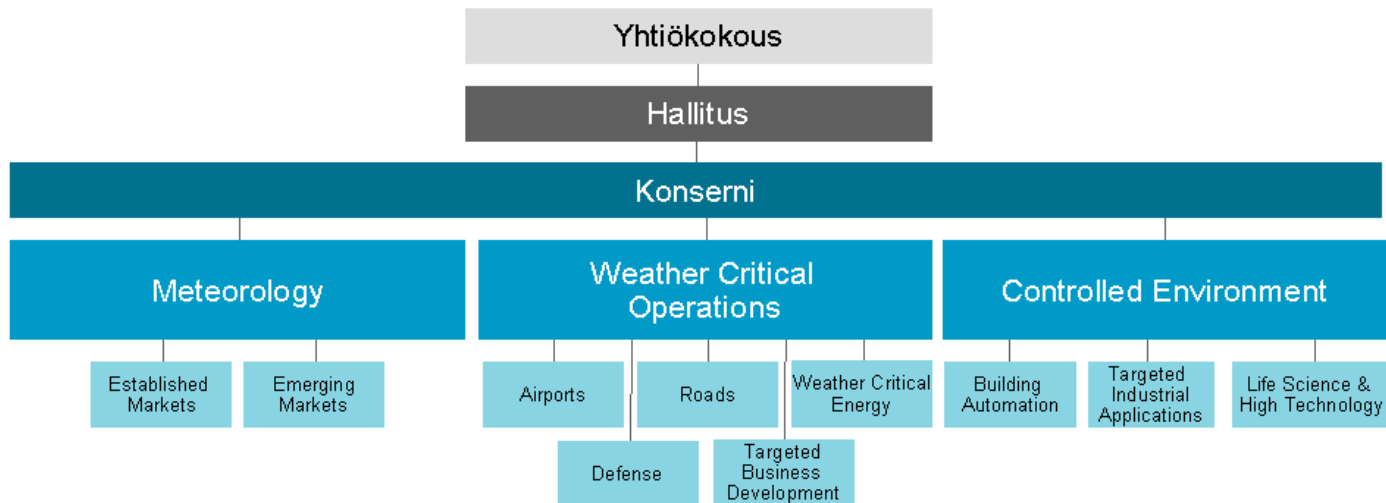 Yhtiökokous
Hallitus
Konserni
Meteorology
Weather Critical
Operations
Controlled Environment
Established
Markets
Emerging
Markets
Airports
Roads
Weather Critical
Energy
Building
Automation
Targeted
Industrial
Applications
Life Science &
High Technology
Defense
Targeted
Business
Development